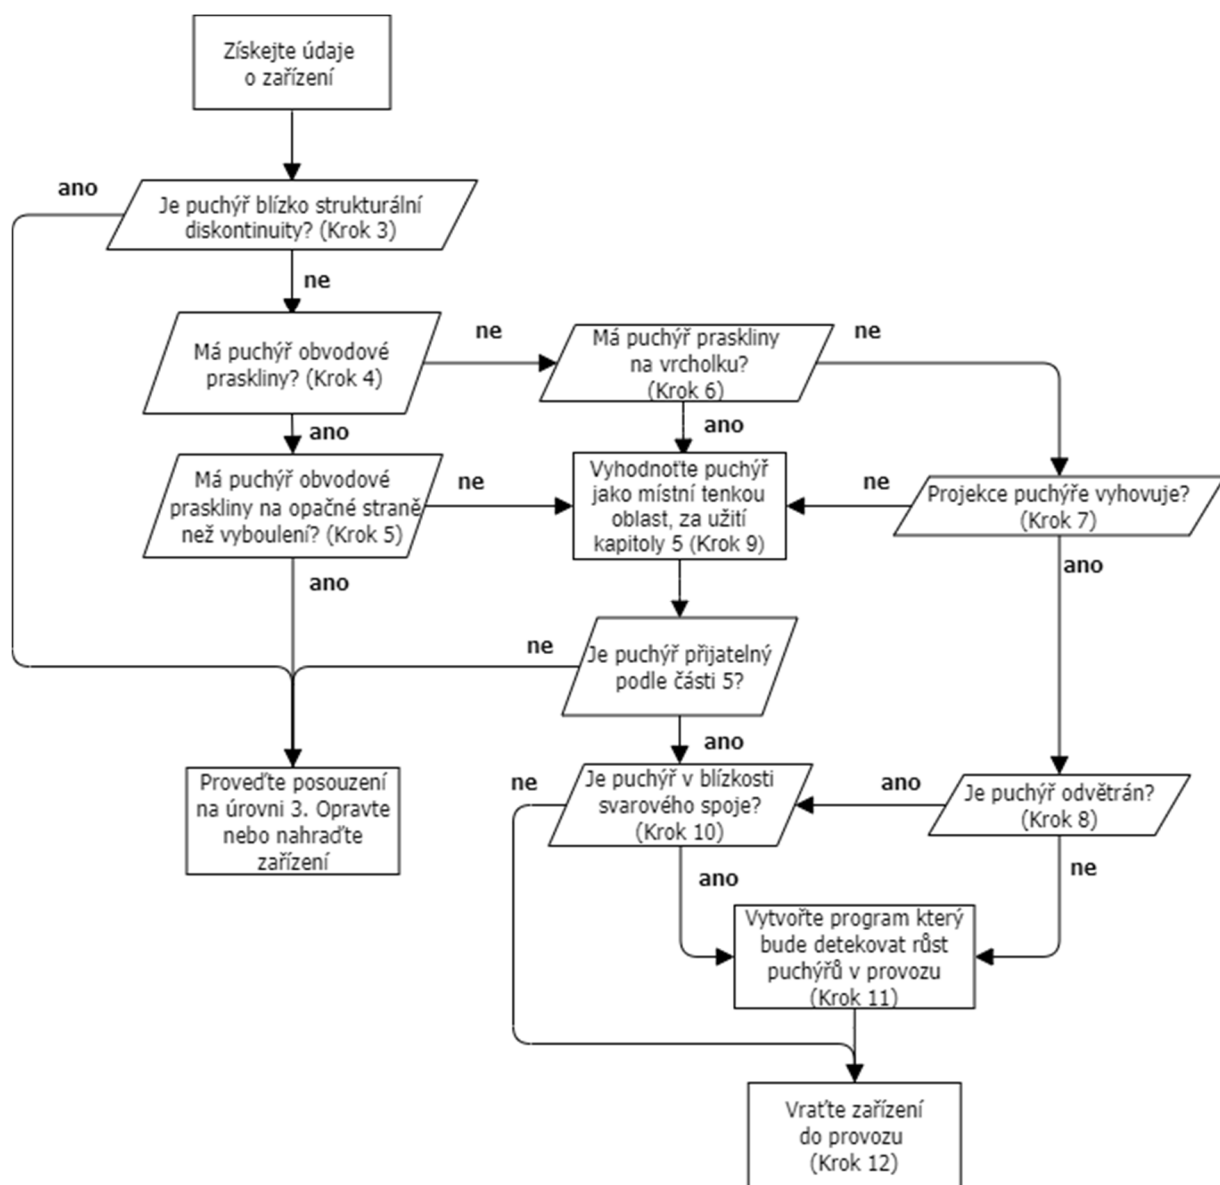 Získejte údaje
o zařízení
ano
Je puchýř blízko strukturální
diskontinuity? (Krok 3)
ne
Má puchýř obvodové
praskliny? (Krok 4)
ne
Má puchýř praskliny
na vrcholku?
(Krok 6)
ne
ano
ano
Má puchýř obvodové
praskliny na opačné straně
než vyboulení? (Krok 5)
ne
Vyhodnoťte puchýř
jako místní tenkou
oblast, za užití
kapitoly 5 (Krok 9)
ne
Projekce puchýře vyhovuje?
(Krok 7)
ano
ano
ne
Je puchýř přijatelný
podle části 5?
ano
Proveďte posouzení
na úrovni 3. Opravte
nebo nahraďte
zařízení
ne
Je puchýř v blízkosti
svarového spoje?
(Krok 10)
ano
Je puchýř odvětrán?
(Krok 8)
ano
ne
Vytvořte program který
bude detekovat růst
puchýřů v provozu
(Krok 11)
Vraťte zařízení
do provozu
(Krok 12)